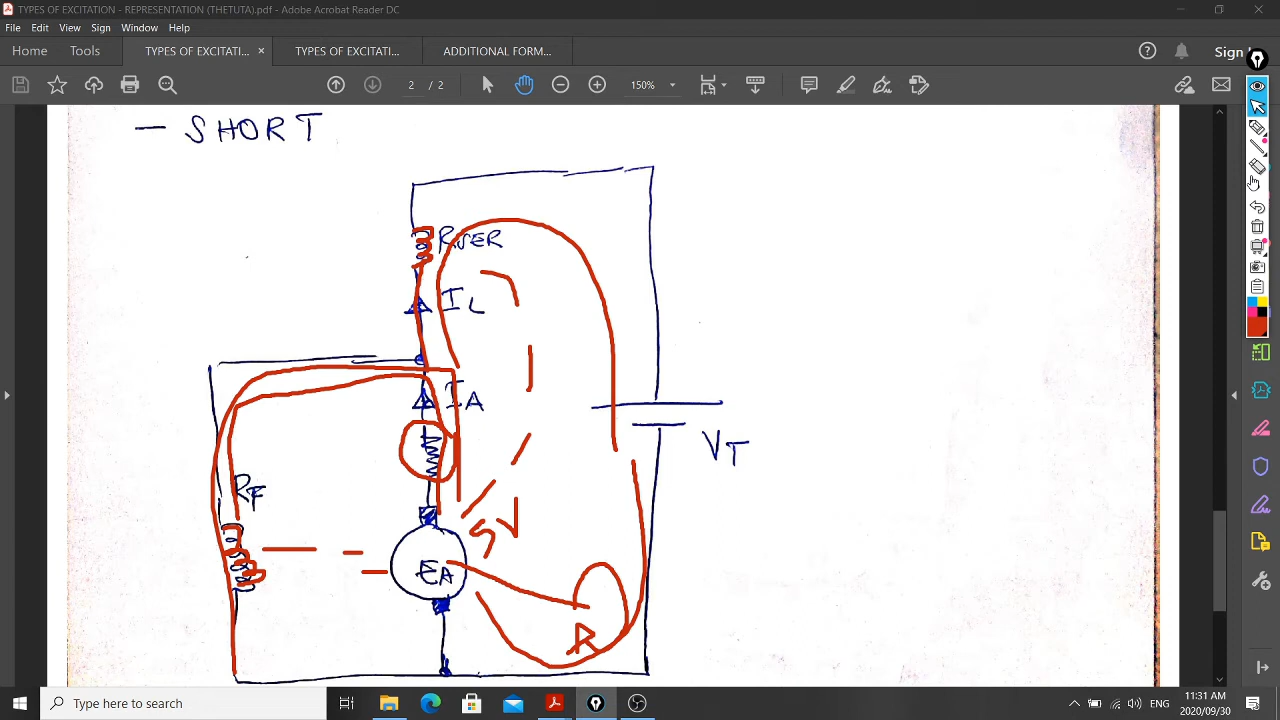 TYPES OF EXCITATION - REPRESENTATION (THETUTA).pdf - Adobe Acrobat Reader DC
File Edit View Sign Window Help
Home Tools TYPES OF EXCITATI... × TYPES OF EXCITATI... ADDITIONAL FORM... Sign
2 / 2 150%
- SHORT
RSER
IL
IA
VT
RF
EA
R
Type here to search
ENG
11:31 AM
2020/09/30